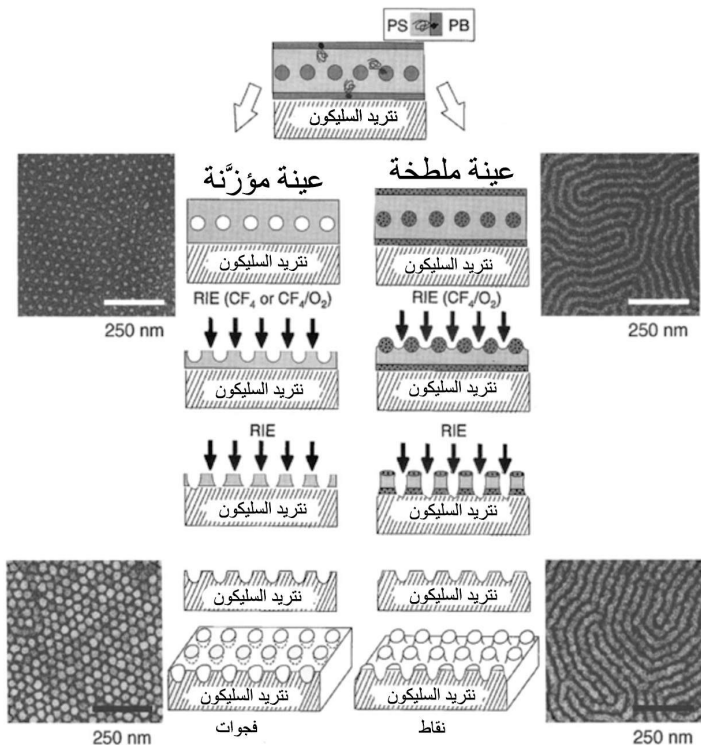 PS PB
نتريد السليكون
عينة مؤزَّنة
عينة ملطخة
نتريد السليكون
نتريد السليكون
250 nm
RIE (CF4 or CF4/O2)
RIE (CF4/O2)
250 nm
نتريد السليكون
نتريد السليكون
RIE
RIE
نتريد السليكون
نتريد السليكون
نتريد السليكون
نتريد السليكون
نتريد السليكون
نتريد السليكون
250 nm
فجوات
نقاط
250 nm